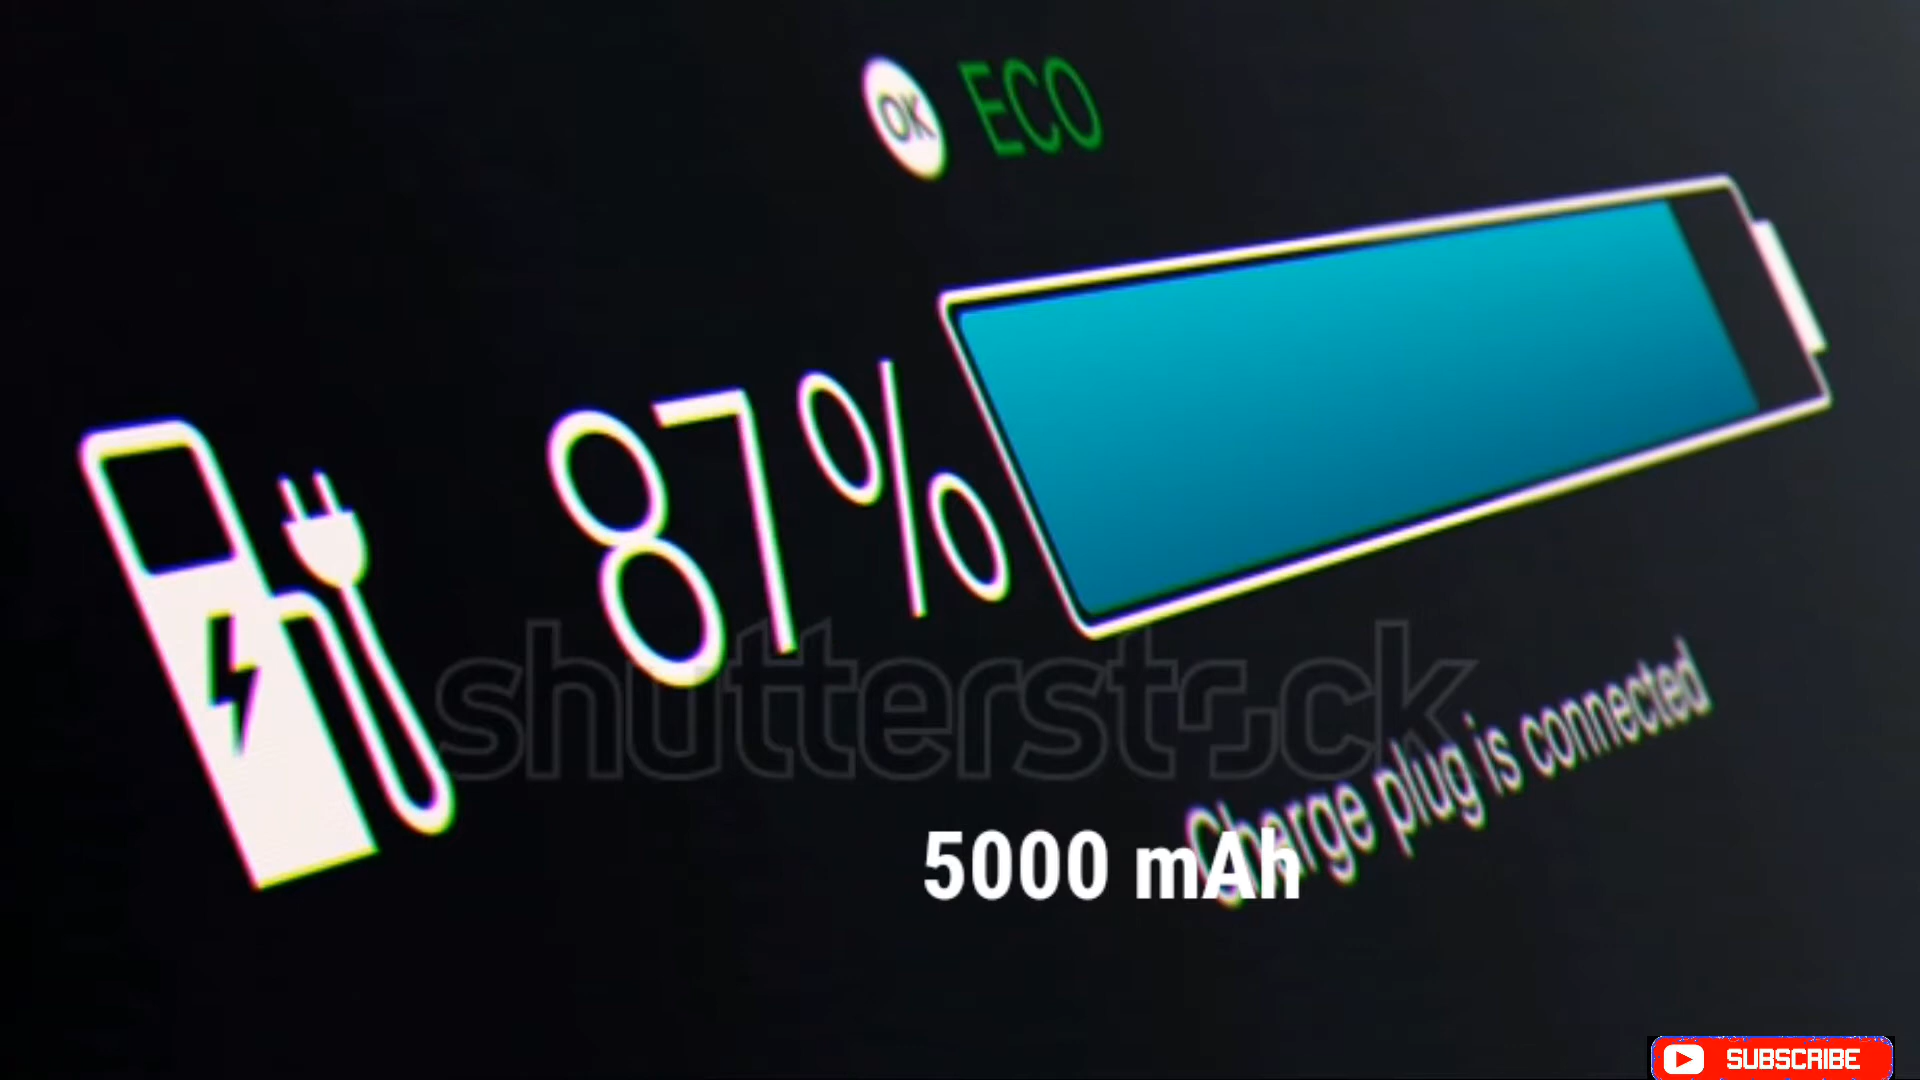 OK ECO
87%
shutterstock
Charge plug is connected
5000 mAh
SUBSCRIBE